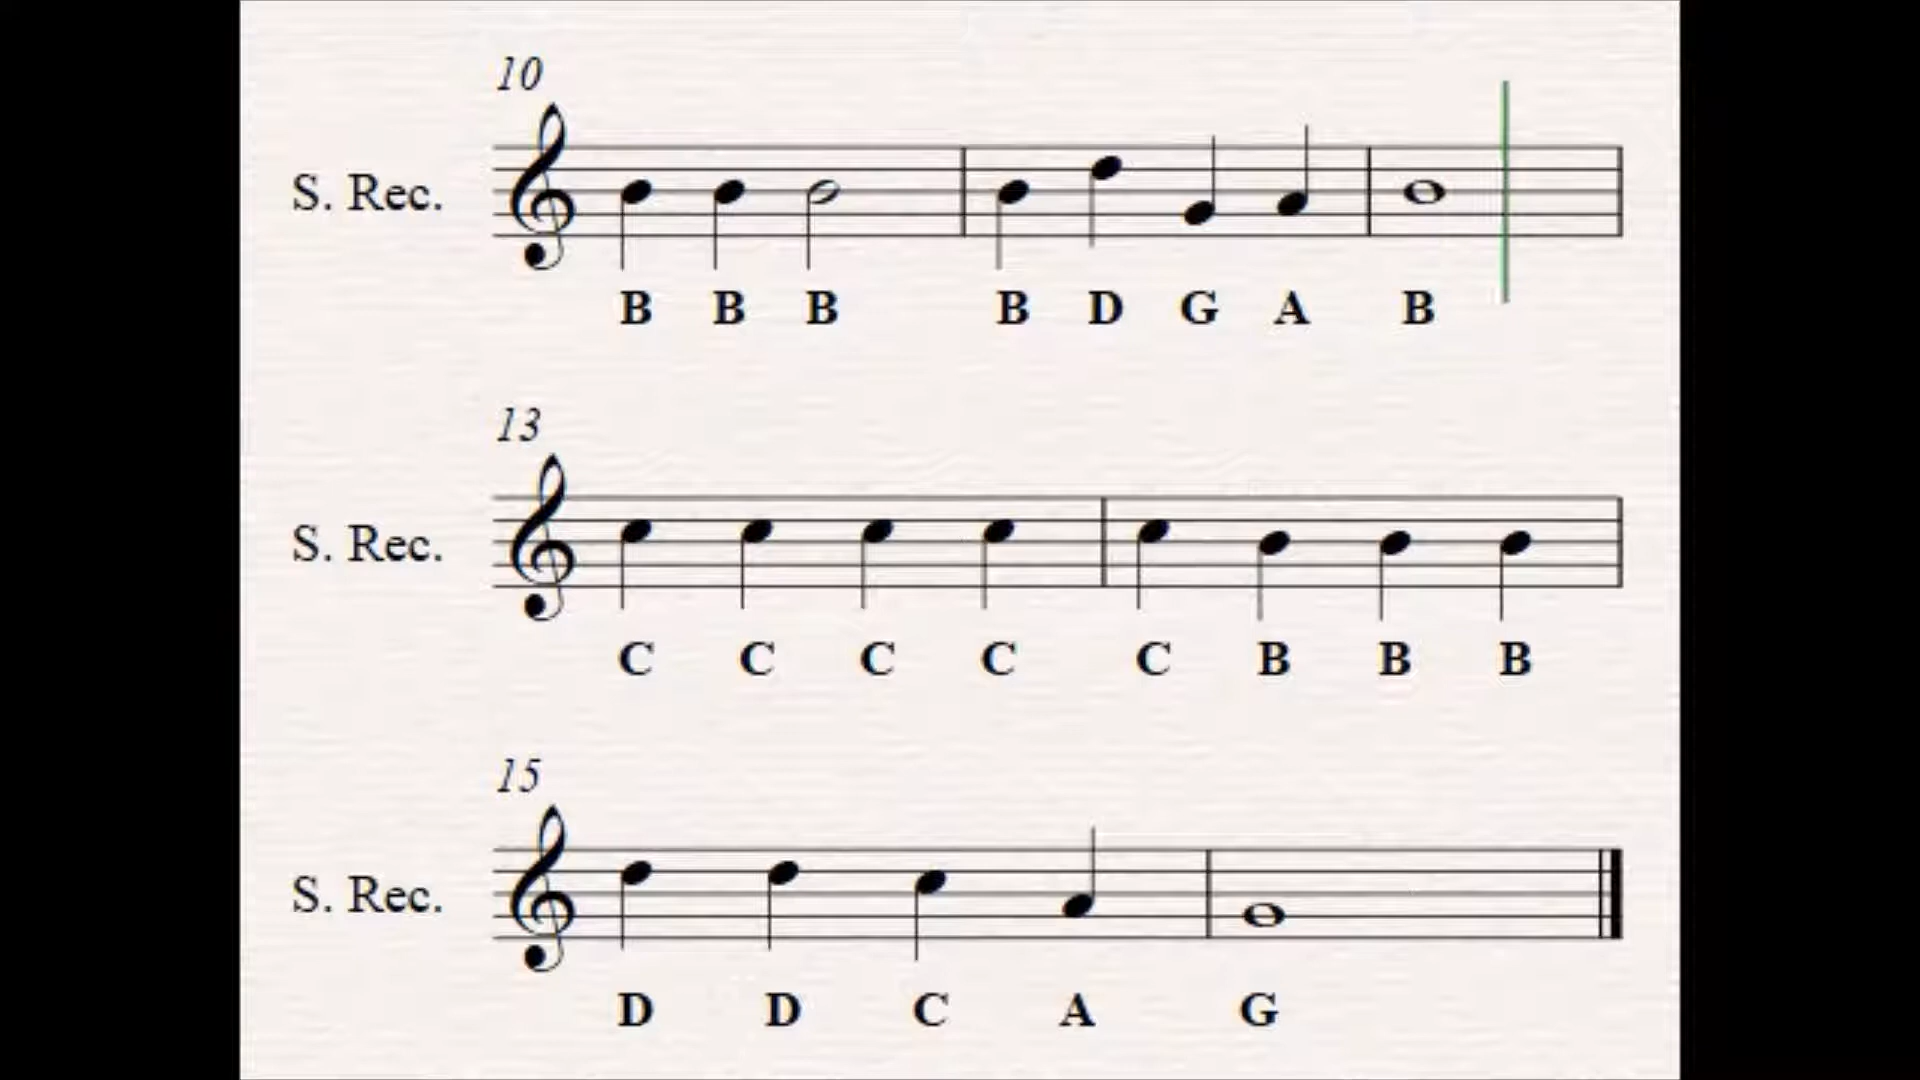 10
S. Rec.
B B B B D G A B
13
S. Rec.
C C C C C B B B
15
S. Rec.
D D C A G